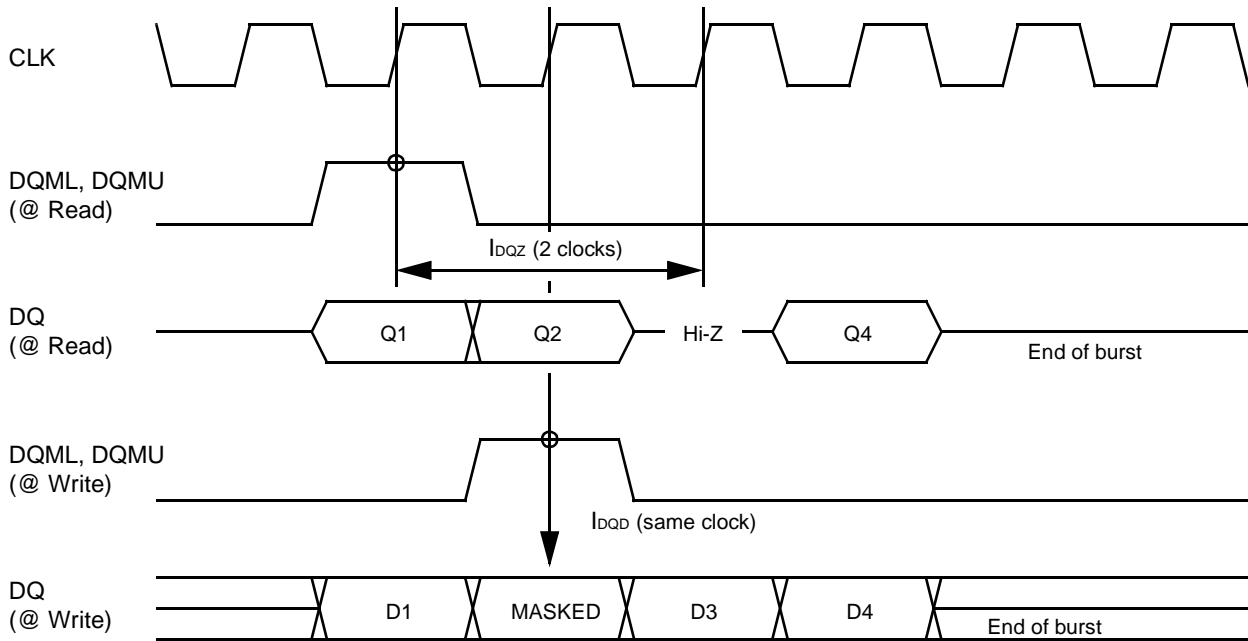 CLK
DQML, DQMU
(@ Read)
IDQZ (2 clocks)
DQ
(@ Read)
Q1
Q2
Hi-Z
Q4
End of burst
DQML, DQMU
(@ Write)
IDQD (same clock)
DQ
(@ Write)
D1
MASKED
D3
D4
End of burst